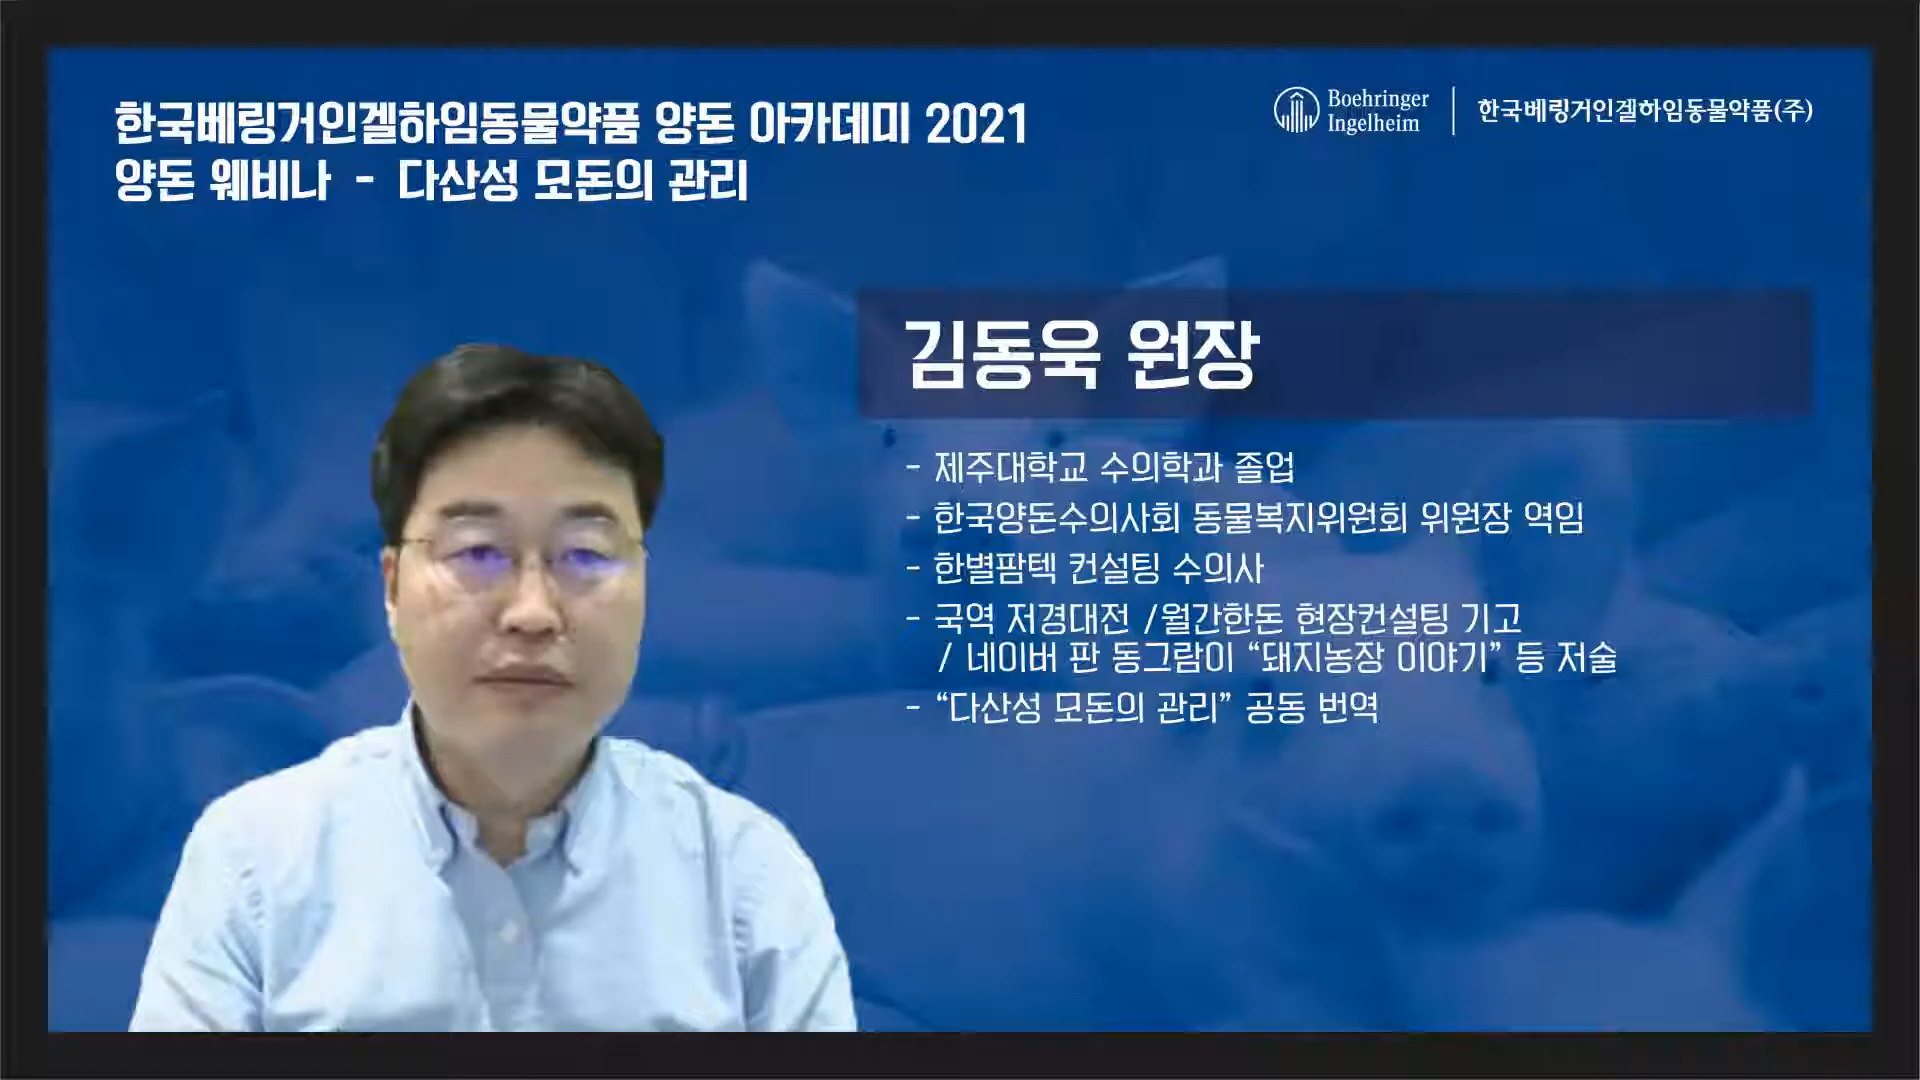 한국베링거인겔하임동물약품 양돈 아카데미 2021
양돈 웨비나 - 다산성 모돈의 관리
Boehringer
Ingelheim
한국베링거인겔하임동물약품(주)
김동욱 원장
- 제주대학교 수의학과 졸업
- 한국양돈수의사회 동물복지위원회 위원장 역임
- 한별팜텍 컨설팅 수의사
- 국역 저경대전 /월간한돈 현장컨설팅 기고
/ 네이버 판 동그람이 “돼지농장 이야기” 등 저술
- “다산성 모돈의 관리” 공동 번역